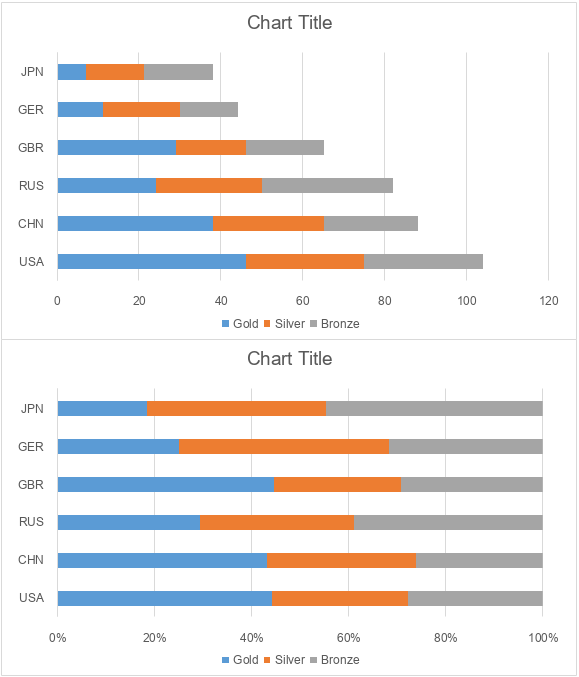 Chart Title
JPN
GER
GBR
RUS
CHN
USA
0 20 40 60 80 100 120
Gold Silver Bronze
Chart Title
JPN
GER
GBR
RUS
CHN
USA
0% 20% 40% 60% 80% 100%
Gold Silver Bronze